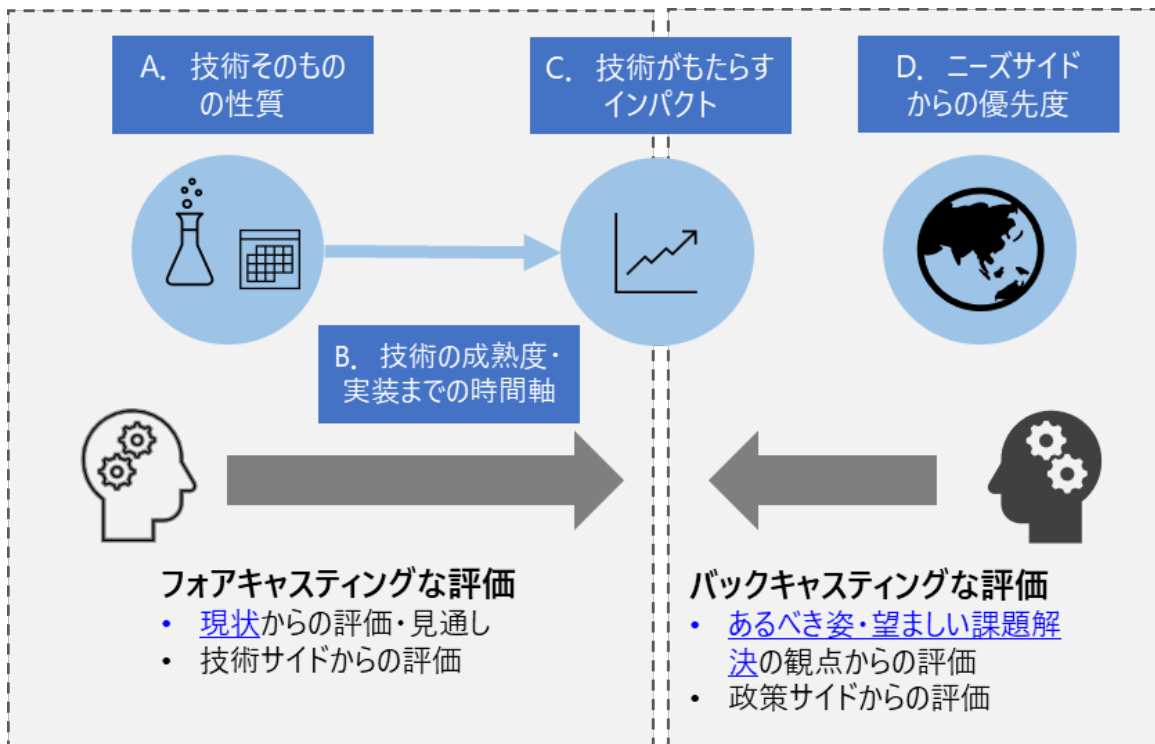 A. 技術そのもの
の性質
C. 技術がもたらす
インパクト
D. ニーズサイド
からの優先度
B. 技術の成熟度・
実装までの時間軸
フォアキャスティングな評価
• 現状からの評価・見通し
• 技術サイドからの評価
バックキャスティングな評価
• あるべき姿・望ましい課題解
決の観点からの評価
• 政策サイドからの評価